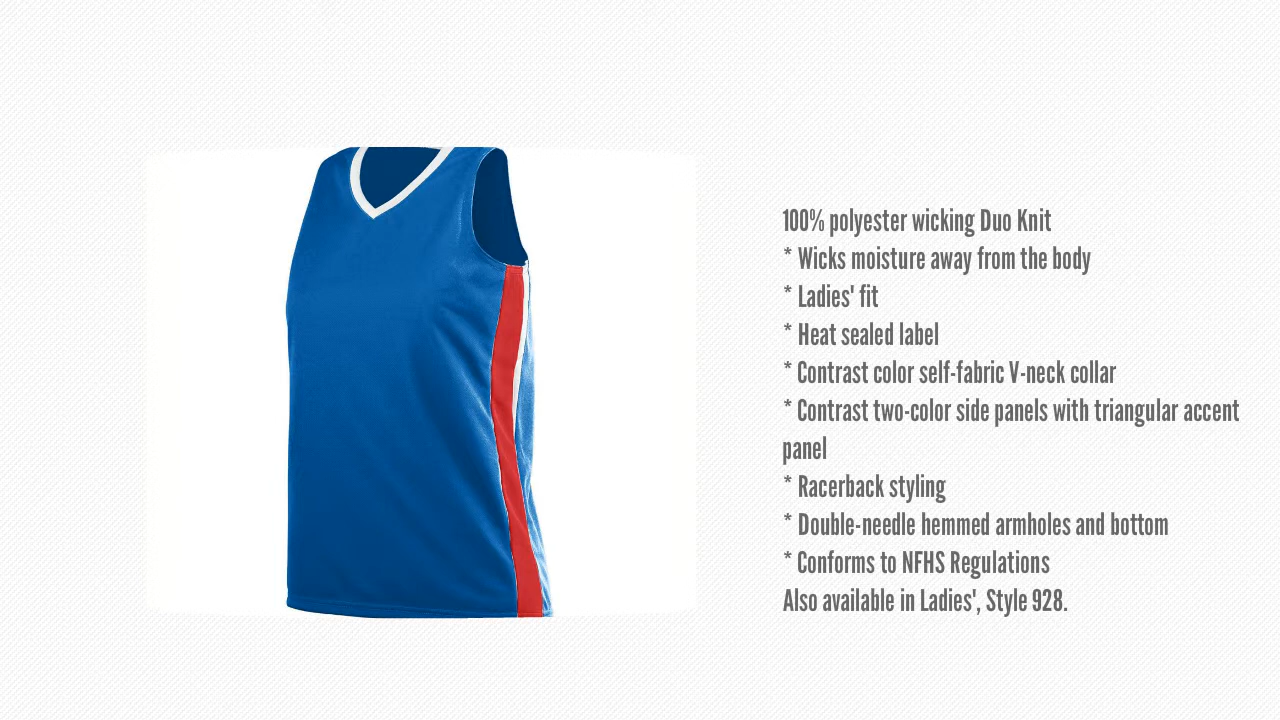 100% polyester wicking Duo Knit
* Wicks moisture away from the body
* Ladies' fit
* Heat sealed label
* Contrast color self-fabric V-neck collar
* Contrast two-color side panels with triangular accent
panel
* Racerback styling
* Double-needle hemmed armholes and bottom
* Conforms to NFHS Regulations
Also available in Ladies', Style 928.